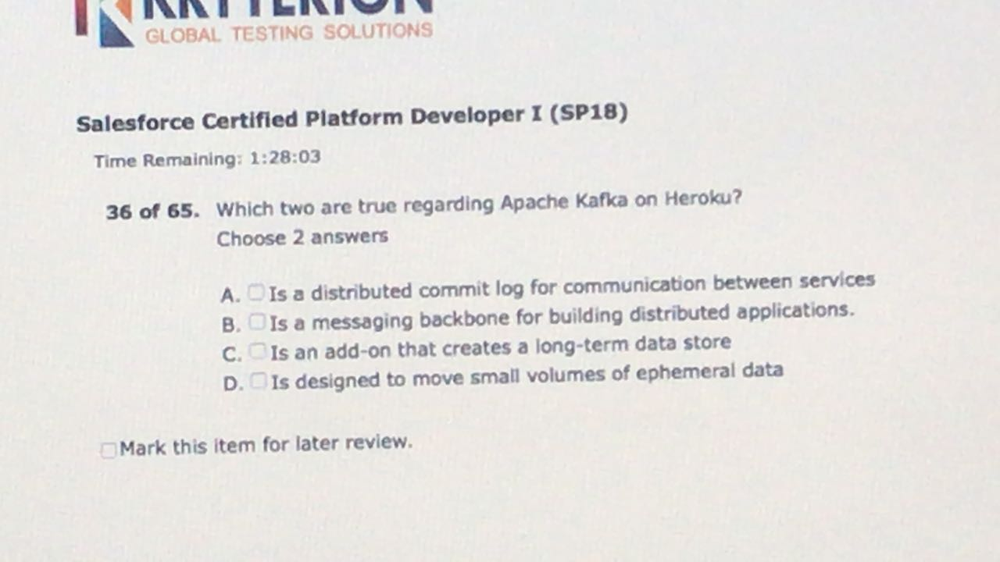 KRYTERION
GLOBAL TESTING SOLUTIONS
Salesforce Certified Platform Developer I (SP18)
Time Remaining: 1:28:03
36 of 65. Which two are true regarding Apache Kafka on Heroku?
Choose 2 answers
A. Is a distributed commit log for communication between services
B. Is a messaging backbone for building distributed applications.
C. Is an add-on that creates a long-term data store
D. Is designed to move small volumes of ephemeral data
Mark this item for later review.